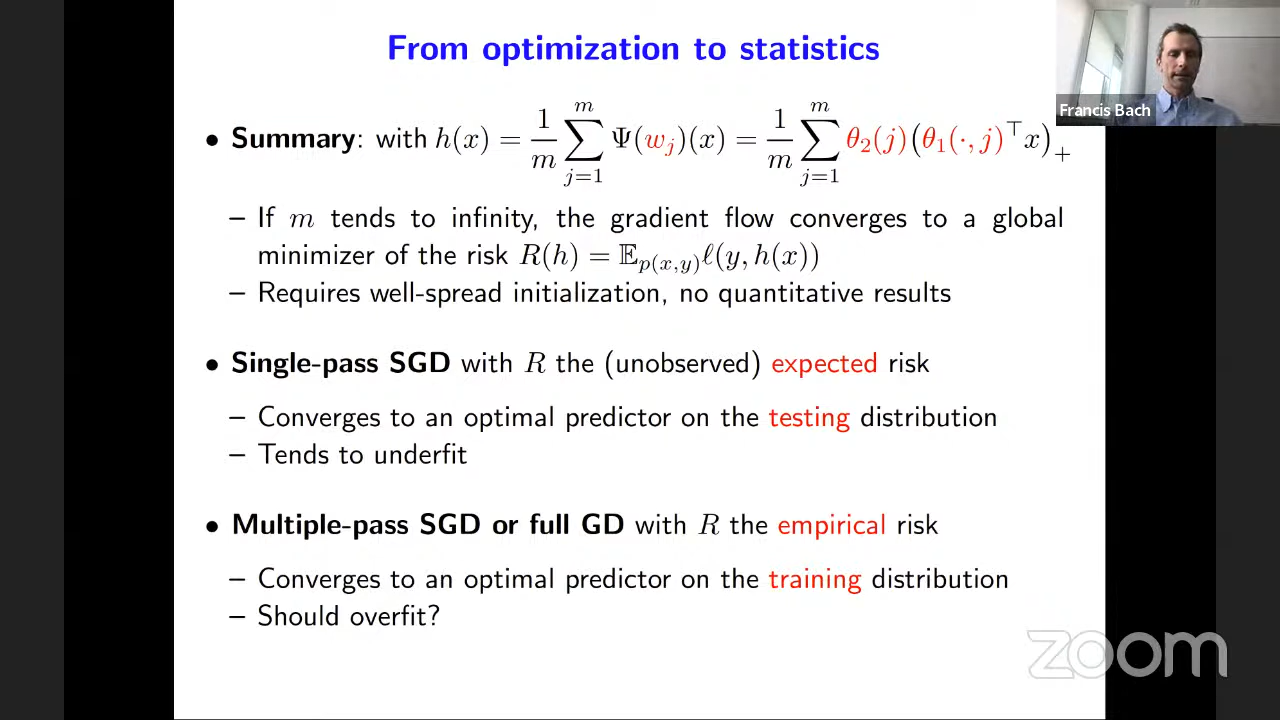 From optimization to statistics
Francis Bach
• Summary: with h(x) = \frac{1}{m} \sum_{j=1}^{m} Ψ(w_j)(x) = \frac{1}{m} \sum_{j=1}^{m} θ_2(j)(θ_1(·, j)^⊤ x)_+
– If m tends to infinity, the gradient flow converges to a global
minimizer of the risk R(h) = 𝔼_{p(x,y)} ℓ(y, h(x))
– Requires well-spread initialization, no quantitative results
• Single-pass SGD with R the (unobserved) expected risk
– Converges to an optimal predictor on the testing distribution
– Tends to underfit
• Multiple-pass SGD or full GD with R the empirical risk
– Converges to an optimal predictor on the training distribution
– Should overfit?
zoom